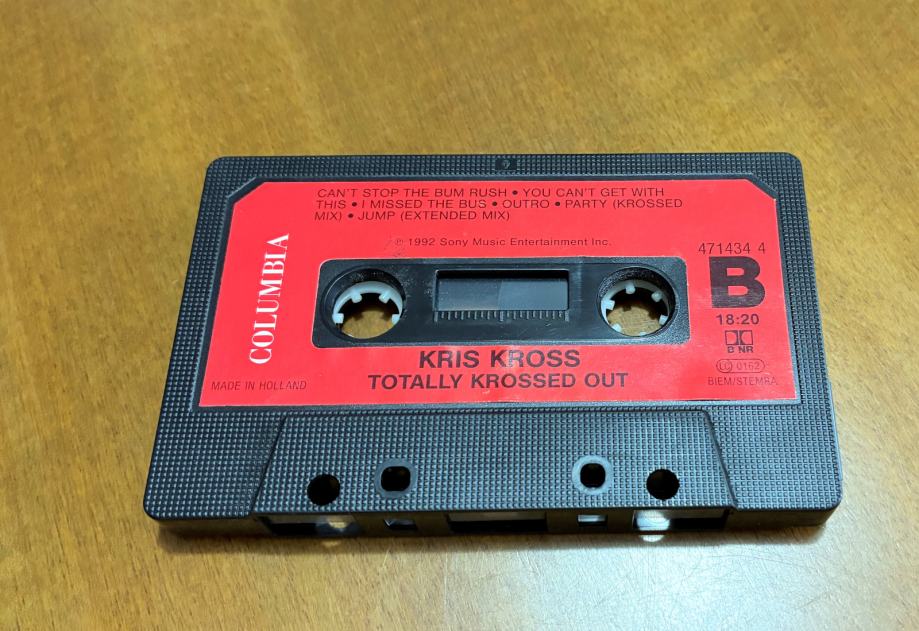 CAN'T STOP THE BUM RUSH • YOU CAN'T GET WITH
THIS • I MISSED THE BUS • OUTRO • PARTY (KROSSED
MIX) • JUMP (EXTENDED MIX)
℗ 1992 Sony Music Entertainment Inc.
COLUMBIA
471434 4
B
18:20
B NR
LC 0162
BIEM/STEMRA
KRIS KROSS
TOTALLY KROSSED OUT
MADE IN HOLLAND